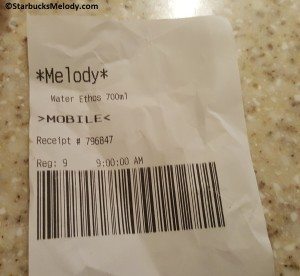 ©StarbucksMelody.com
*Melody*
Water Ethos 700ml
>MOBILE<
Receipt # 796847
Reg: 9 9:00:00 AM